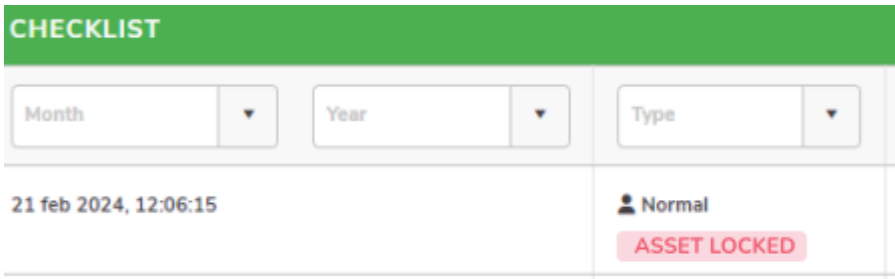 CHECKLIST
Month Year Type
21 feb 2024, 12:06:15 Normal
ASSET LOCKED